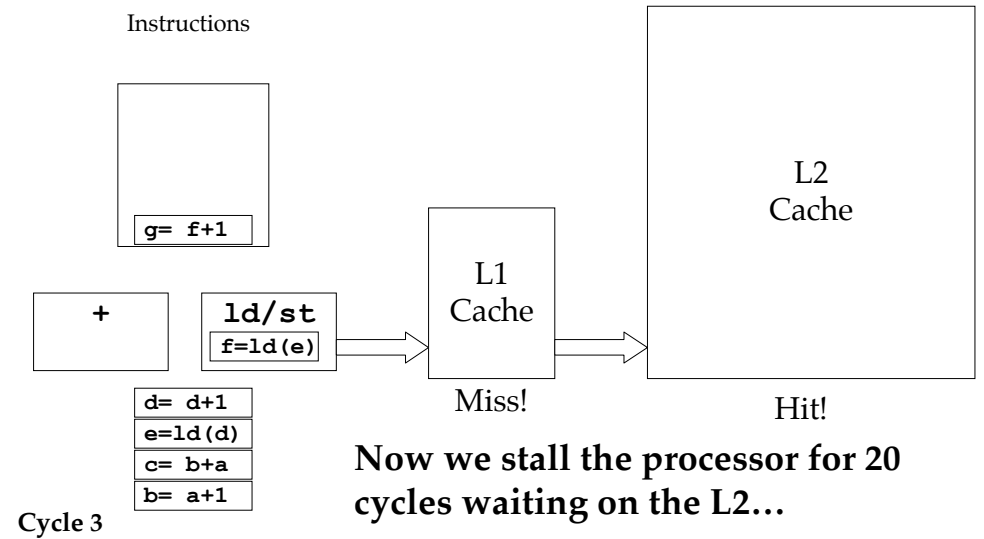 Instructions
g= f+1
+
ld/st
f=ld(e)
L1
Cache
Miss!
L2
Cache
Hit!
d= d+1
e=ld(d)
c= b+a
b= a+1
Now we stall the processor for 20
cycles waiting on the L2…
Cycle 3